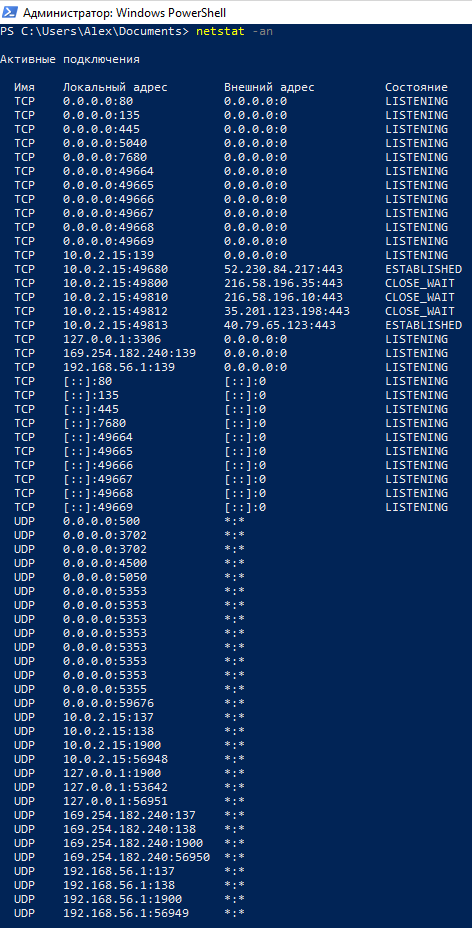 Администратор: Windows PowerShell
PS C:\Users\Alex\Documents> netstat -an
Активные подключения
Имя Локальный адрес Внешний адрес Состояние
TCP 0.0.0.0:80 0.0.0.0:0 LISTENING
TCP 0.0.0.0:135 0.0.0.0:0 LISTENING
TCP 0.0.0.0:445 0.0.0.0:0 LISTENING
TCP 0.0.0.0:5040 0.0.0.0:0 LISTENING
TCP 0.0.0.0:7680 0.0.0.0:0 LISTENING
TCP 0.0.0.0:49664 0.0.0.0:0 LISTENING
TCP 0.0.0.0:49665 0.0.0.0:0 LISTENING
TCP 0.0.0.0:49666 0.0.0.0:0 LISTENING
TCP 0.0.0.0:49667 0.0.0.0:0 LISTENING
TCP 0.0.0.0:49668 0.0.0.0:0 LISTENING
TCP 0.0.0.0:49669 0.0.0.0:0 LISTENING
TCP 10.0.2.15:139 0.0.0.0:0 LISTENING
TCP 10.0.2.15:49680 52.230.84.217:443 ESTABLISHED
TCP 10.0.2.15:49800 216.58.196.35:443 CLOSE_WAIT
TCP 10.0.2.15:49810 216.58.196.10:443 CLOSE_WAIT
TCP 10.0.2.15:49812 35.201.123.198:443 CLOSE_WAIT
TCP 10.0.2.15:49813 40.79.65.123:443 ESTABLISHED
TCP 127.0.0.1:3306 0.0.0.0:0 LISTENING
TCP 169.254.182.240:139 0.0.0.0:0 LISTENING
TCP 192.168.56.1:139 0.0.0.0:0 LISTENING
TCP [::]:80 [::]:0 LISTENING
TCP [::]:135 [::]:0 LISTENING
TCP [::]:445 [::]:0 LISTENING
TCP [::]:7680 [::]:0 LISTENING
TCP [::]:49664 [::]:0 LISTENING
TCP [::]:49665 [::]:0 LISTENING
TCP [::]:49666 [::]:0 LISTENING
TCP [::]:49667 [::]:0 LISTENING
TCP [::]:49668 [::]:0 LISTENING
TCP [::]:49669 [::]:0 LISTENING
UDP 0.0.0.0:500 *:*
UDP 0.0.0.0:3702 *:*
UDP 0.0.0.0:3702 *:*
UDP 0.0.0.0:4500 *:*
UDP 0.0.0.0:5050 *:*
UDP 0.0.0.0:5353 *:*
UDP 0.0.0.0:5353 *:*
UDP 0.0.0.0:5353 *:*
UDP 0.0.0.0:5353 *:*
UDP 0.0.0.0:5353 *:*
UDP 0.0.0.0:5353 *:*
UDP 0.0.0.0:5353 *:*
UDP 0.0.0.0:5355 *:*
UDP 0.0.0.0:59676 *:*
UDP 10.0.2.15:137 *:*
UDP 10.0.2.15:138 *:*
UDP 10.0.2.15:1900 *:*
UDP 10.0.2.15:56948 *:*
UDP 127.0.0.1:1900 *:*
UDP 127.0.0.1:53642 *:*
UDP 127.0.0.1:56951 *:*
UDP 169.254.182.240:137 *:*
UDP 169.254.182.240:138 *:*
UDP 169.254.182.240:1900 *:*
UDP 169.254.182.240:56950 *:*
UDP 192.168.56.1:137 *:*
UDP 192.168.56.1:138 *:*
UDP 192.168.56.1:1900 *:*
UDP 192.168.56.1:56949 *:*